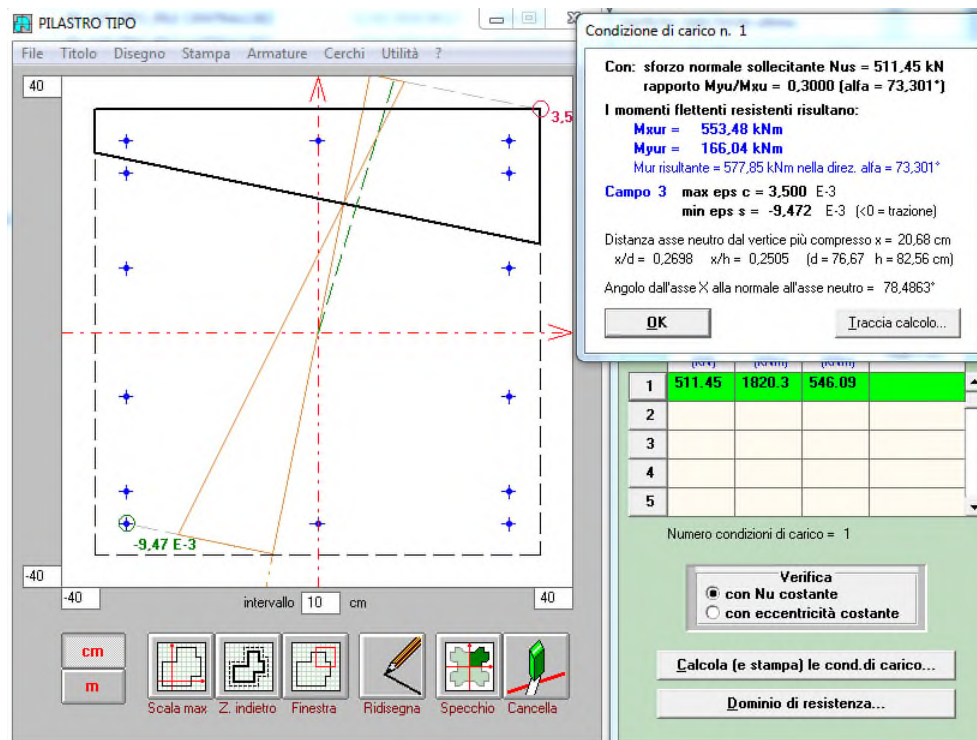 PILASTRO TIPO
File Titolo Disegno Stampa Armature Cerchi Utilità ?
40
3,5
-9,47 E-3
-40
-40
intervallo 10 cm
40
cm
m
Scala max Z. indietro Finestra Ridisegna Specchio Cancella
Condizione di carico n. 1
Con: sforzo normale sollecitante Nus = 511,45 kN
rapporto Myu/Mxu = 0,3000 (alfa = 73,301°)
I momenti flettenti resistenti risultano:
Mxur = 553,48 kNm
Myur = 166,04 kNm
Mur risultante = 577,85 kNm nella direz. alfa = 73,301°
Campo 3 max eps c = 3,500 E-3
min eps s = -9,472 E-3 (<0 = trazione)
Distanza asse neutro dal vertice più compresso x = 20,68 cm
x/d = 0,2698 x/h = 0,2505 (d = 76,67 h = 82,56 cm)
Angolo dall'asse X alla normale all'asse neutro = 78,4863°
OK
Traccia calcolo...
1 511.45 1820.3 546.09
2
3
4
5
Numero condizioni di carico = 1
Verifica
con Nu costante
con eccentricità costante
Calcola (e stampa) le cond.di carico...
Dominio di resistenza...